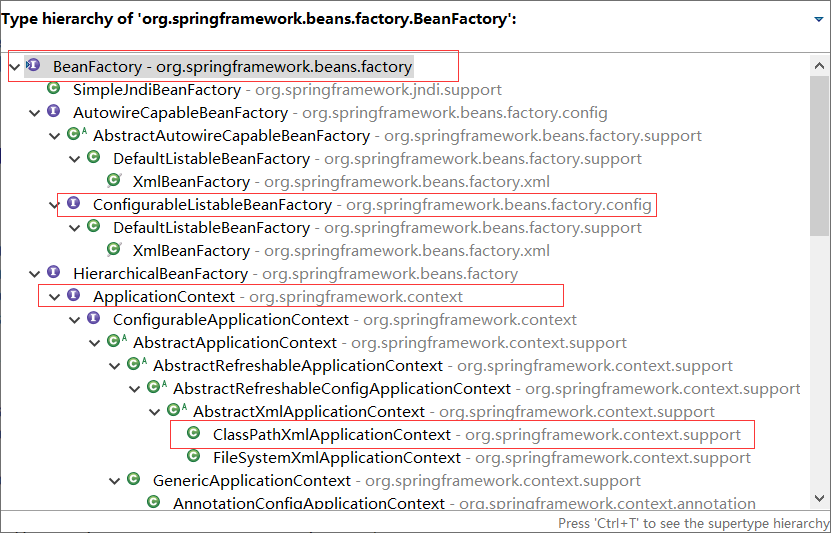 Type hierarchy of 'org.springframework.beans.factory.BeanFactory':
BeanFactory - org.springframework.beans.factory
SimpleJndiBeanFactory - org.springframework.jndi.support
AutowireCapableBeanFactory - org.springframework.beans.factory.config
AbstractAutowireCapableBeanFactory - org.springframework.beans.factory.support
DefaultListableBeanFactory - org.springframework.beans.factory.support
XmlBeanFactory - org.springframework.beans.factory.xml
ConfigurableListableBeanFactory - org.springframework.beans.factory.config
DefaultListableBeanFactory - org.springframework.beans.factory.support
XmlBeanFactory - org.springframework.beans.factory.xml
HierarchicalBeanFactory - org.springframework.beans.factory
ApplicationContext - org.springframework.context
ConfigurableApplicationContext - org.springframework.context
AbstractApplicationContext - org.springframework.context.support
AbstractRefreshableApplicationContext - org.springframework.context.support
AbstractRefreshableConfigApplicationContext - org.springframework.context.support
AbstractXmlApplicationContext - org.springframework.context.support
ClassPathXmlApplicationContext - org.springframework.context.support
FileSystemXmlApplicationContext - org.springframework.context.support
GenericApplicationContext - org.springframework.context.support
AnnotationConfigApplicationContext - org.springframework.context.annotation
Press 'Ctrl+T' to see the supertype hierarchy